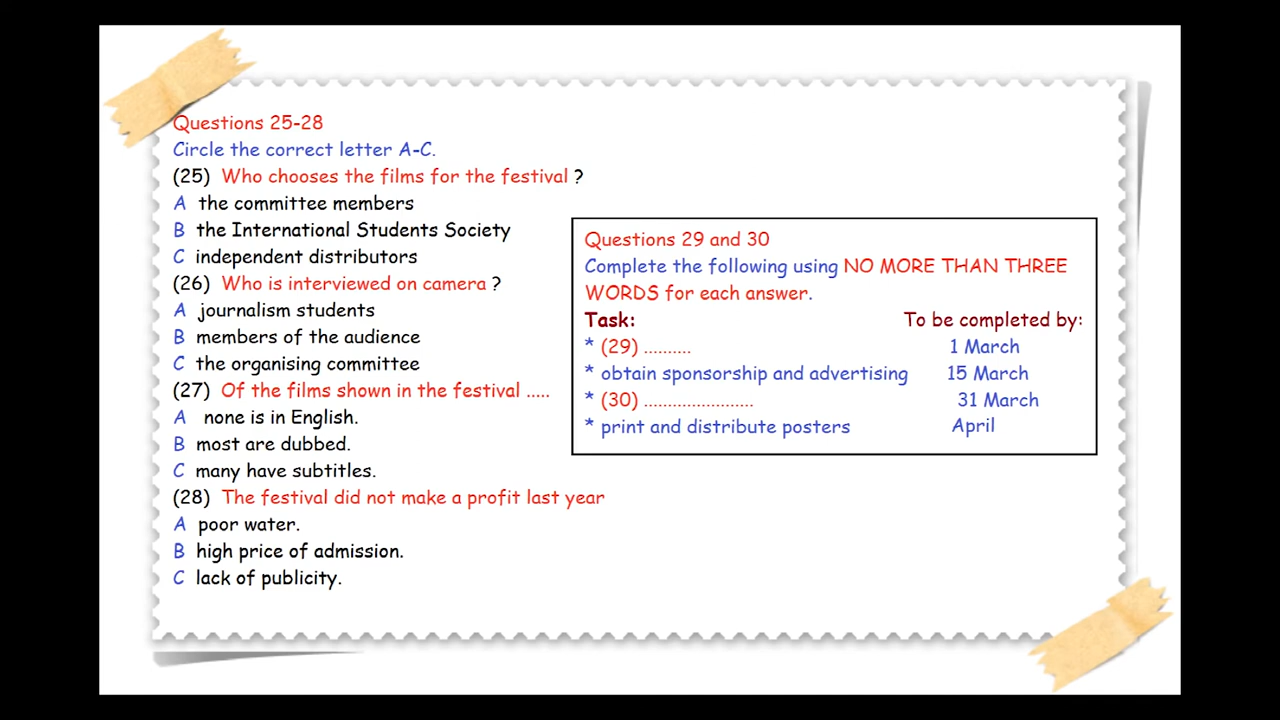 Questions 25-28
Circle the correct letter A-C.
(25) Who chooses the films for the festival ?
A the committee members
B the International Students Society
C independent distributors
(26) Who is interviewed on camera ?
A journalism students
B members of the audience
C the organising committee
(27) Of the films shown in the festival .....
A none is in English.
B most are dubbed.
C many have subtitles.
(28) The festival did not make a profit last year
A poor water.
B high price of admission.
C lack of publicity.
Questions 29 and 30
Complete the following using NO MORE THAN THREE
WORDS for each answer.
Task: To be completed by:
* (29) .......... 1 March
* obtain sponsorship and advertising 15 March
* (30) ....................... 31 March
* print and distribute posters April